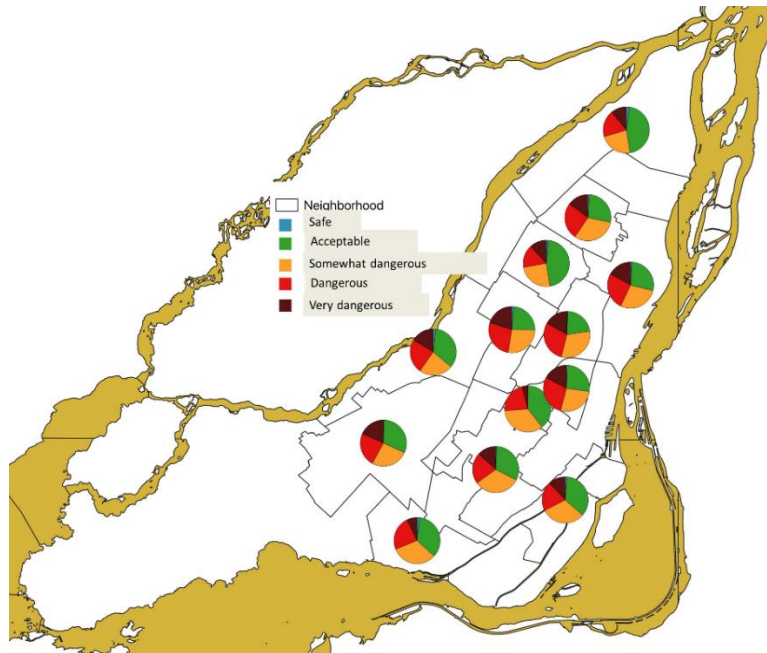 Neighborhood
Safe
Acceptable
Somewhat dangerous
Dangerous
Very dangerous